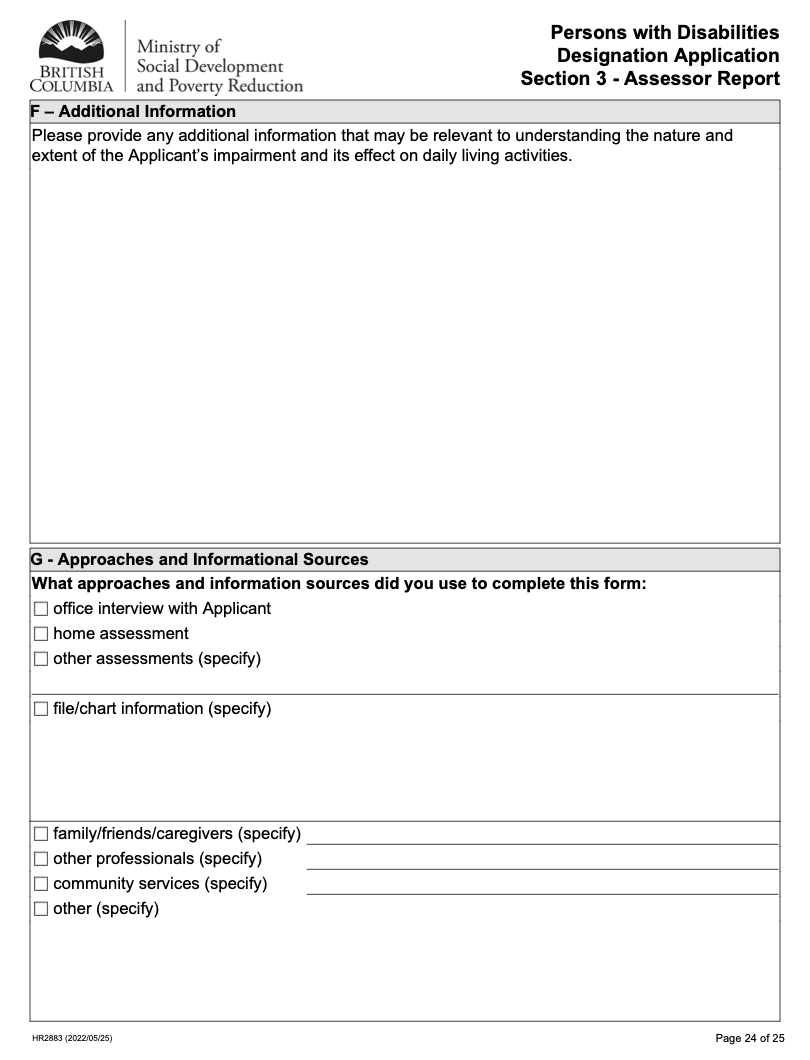 BRITISH
COLUMBIA
Ministry of
Social Development
and Poverty Reduction
Persons with Disabilities
Designation Application
Section 3 - Assessor Report
F – Additional Information
Please provide any additional information that may be relevant to understanding the nature and
extent of the Applicant’s impairment and its effect on daily living activities.
G - Approaches and Informational Sources
What approaches and information sources did you use to complete this form:
office interview with Applicant
home assessment
other assessments (specify)
file/chart information (specify)
family/friends/caregivers (specify)
other professionals (specify)
community services (specify)
other (specify)
HR2883 (2022/05/25)
Page 24 of 25